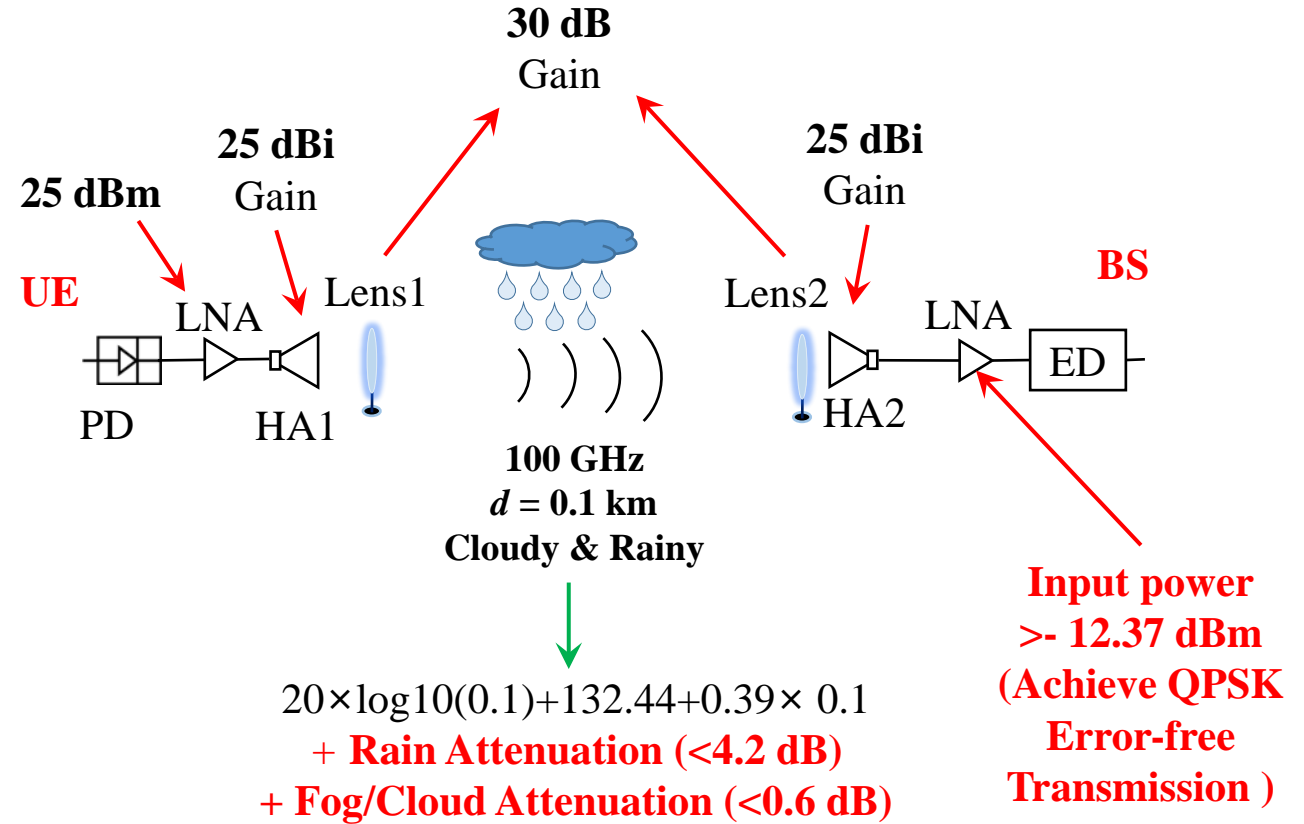 30 dB
Gain
25 dBi
Gain
25 dBi
Gain
25 dBm
UE
BS
Lens1
Lens2
LNA
LNA
ED
PD
HA1
HA2
100 GHz
d = 0.1 km
Cloudy & Rainy
20×log10(0.1)+132.44+0.39× 0.1
+ Rain Attenuation (<4.2 dB)
+ Fog/Cloud Attenuation (<0.6 dB)
Input power
>- 12.37 dBm
(Achieve QPSK
Error-free
Transmission )